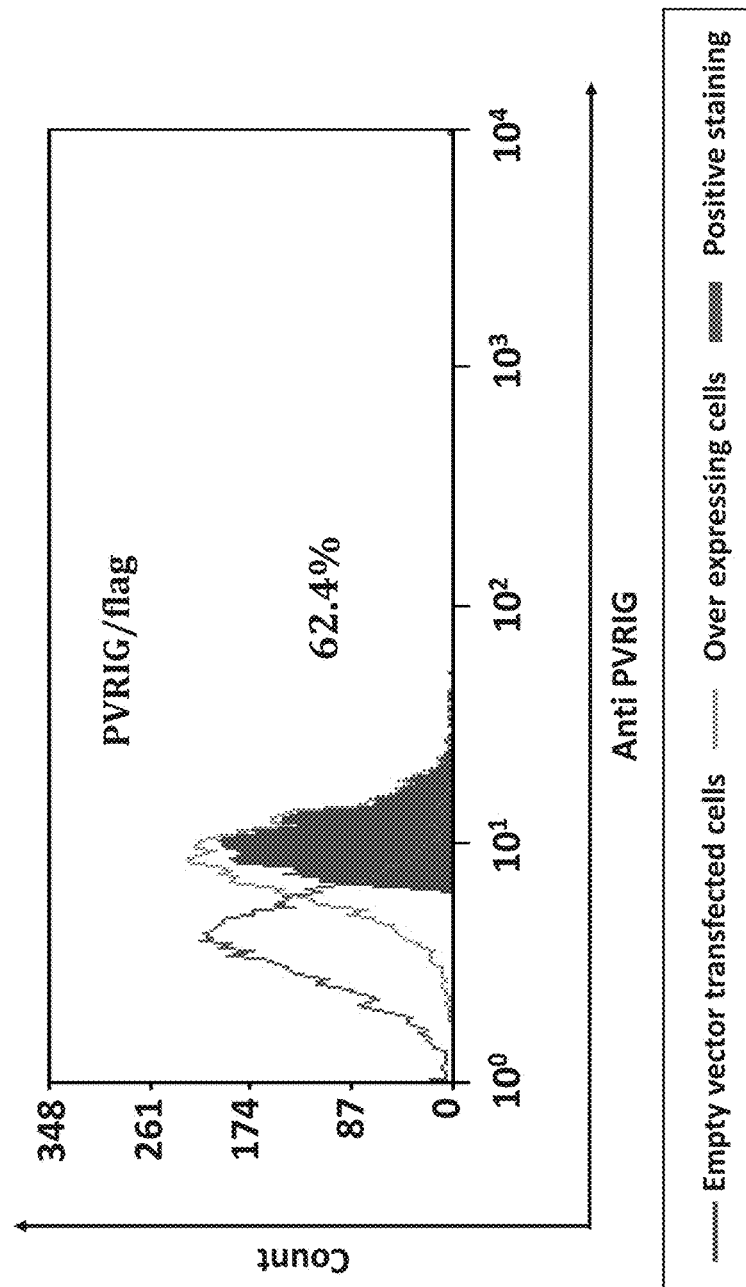 PVRIG/flag
62.4%
Count
348
261
174
87
0
10⁰
10¹
10²
10³
10⁴
Anti PVRIG
Empty vector transfected cells
Over expressing cells
Positive staining